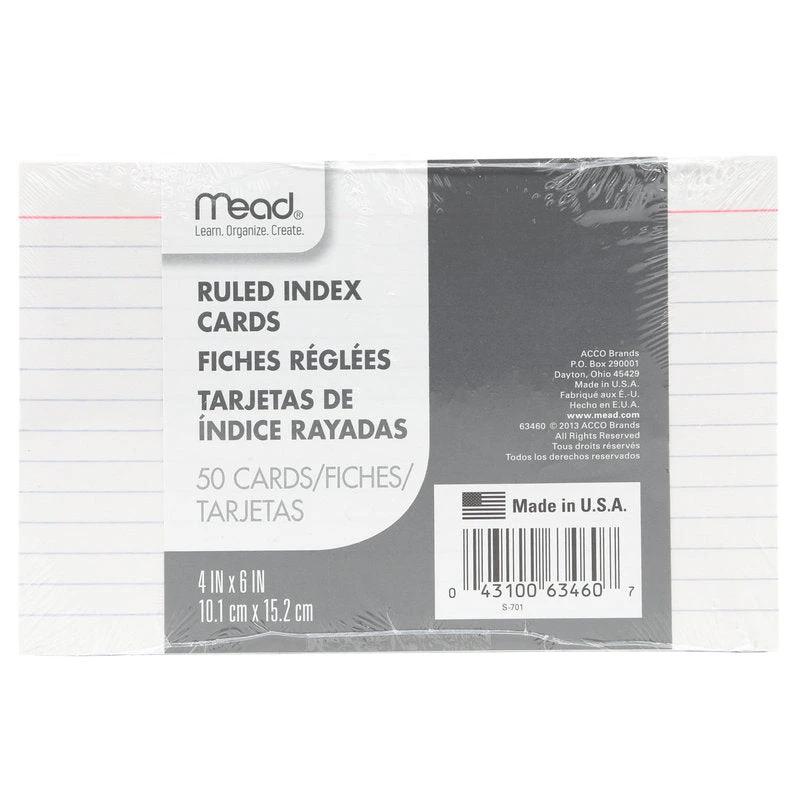 mead®
Learn. Organize. Create.
RULED INDEX
CARDS
FICHES RÉGLÉES
TARJETAS DE
ÍNDICE RAYADAS
50 CARDS/FICHES/
TARJETAS
4 IN x 6 IN
10.1 cm x 15.2 cm
ACCO Brands
P.O. Box 290001
Dayton, Ohio 45429
Made in U.S.A.
Fabriqué aux É.-U.
Hecho en E.U.A.
www.mead.com
63460 © 2013 ACCO Brands
All Rights Reserved
Tous droits réservés
Todos los derechos reservados
Made in U.S.A.
0 43100 63460 7
S-701